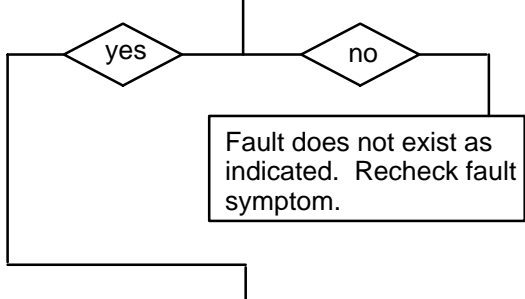 yes
no
Fault does not exist as
indicated. Recheck fault
symptom.